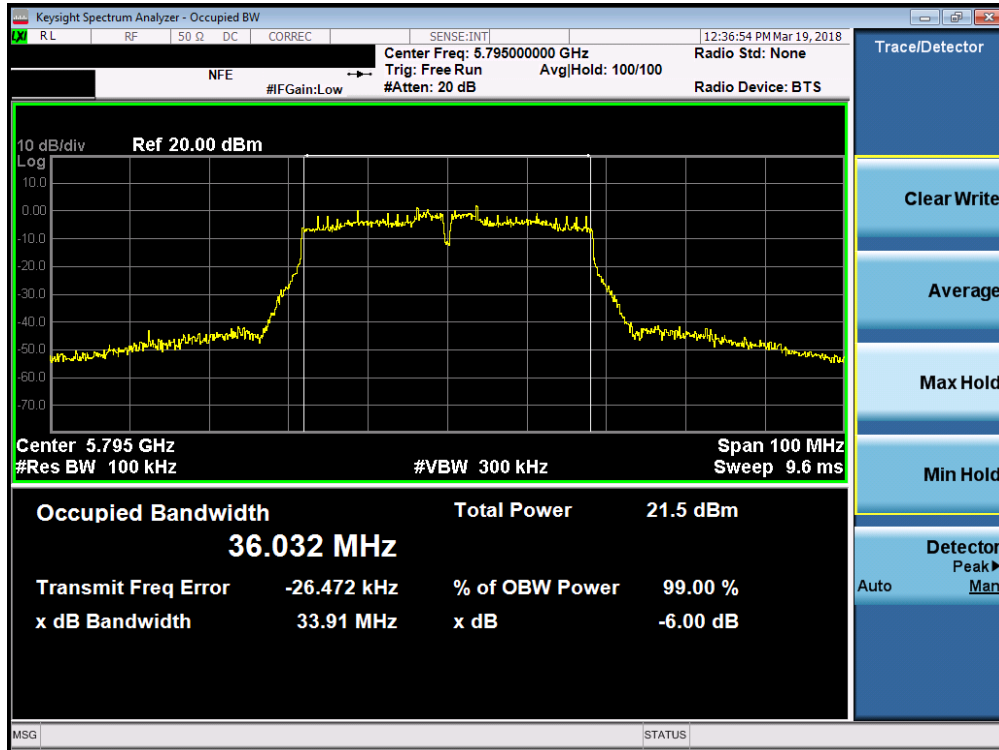 Keysight Spectrum Analyzer - Occupied BW
LXI RL RF 50 Ω DC CORREC SENSE:INT 12:36:54 PM Mar 19, 2018
Center Freq: 5.795000000 GHz Radio Std: None
NFE Trig: Free Run Avg|Hold: 100/100
#IFGain:Low #Atten: 20 dB Radio Device: BTS
Trace/Detector
10 dB/div Ref 20.00 dBm
Log
10.0
0.00
-10.0
-20.0
-30.0
-40.0
-50.0
-60.0
-70.0
Center 5.795 GHz Span 100 MHz
#Res BW 100 kHz #VBW 300 kHz Sweep 9.6 ms
Occupied Bandwidth Total Power 21.5 dBm
36.032 MHz
Transmit Freq Error -26.472 kHz % of OBW Power 99.00 %
x dB Bandwidth 33.91 MHz x dB -6.00 dB
Clear Write
Average
Max Hold
Min Hold
Detector
Peak▶
Auto Man
MSG STATUS